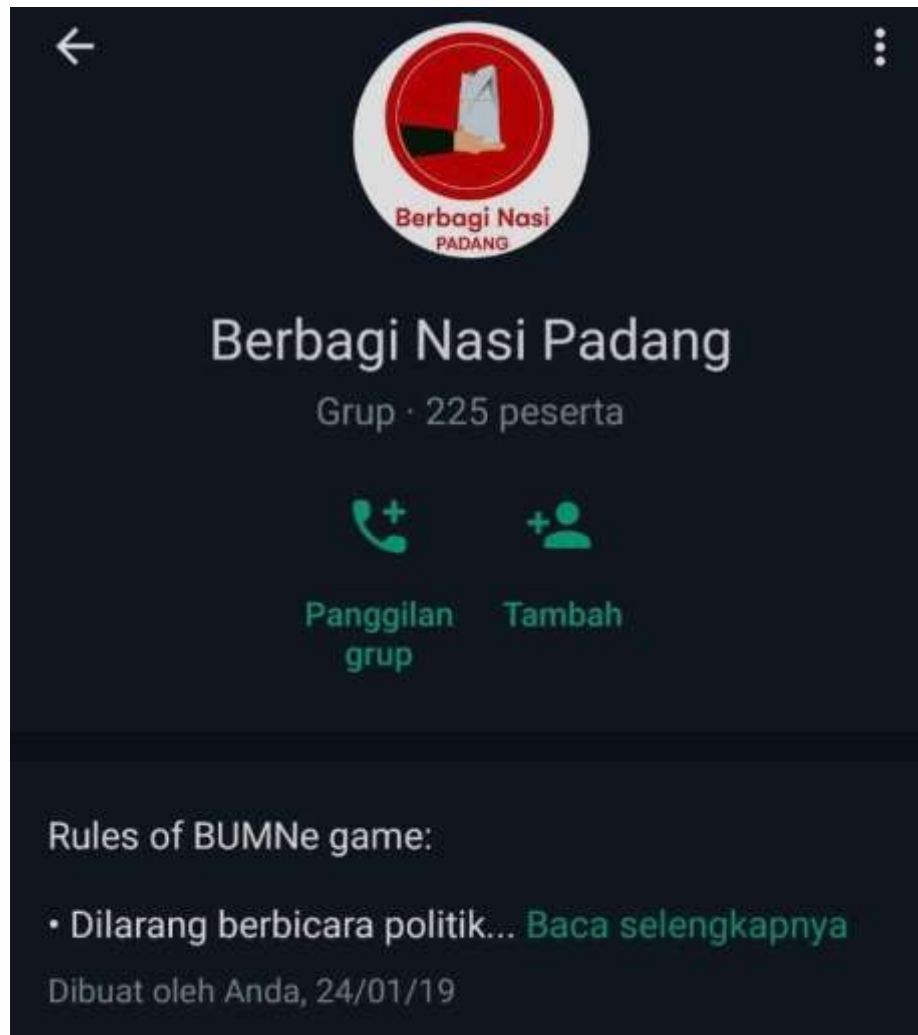 Berbagi Nasi
PADANG
Berbagi Nasi Padang
Grup · 225 peserta
Panggilan
grup
Tambah
Rules of BUMNe game:
• Dilarang berbicara politik... Baca selengkapnya
Dibuat oleh Anda, 24/01/19